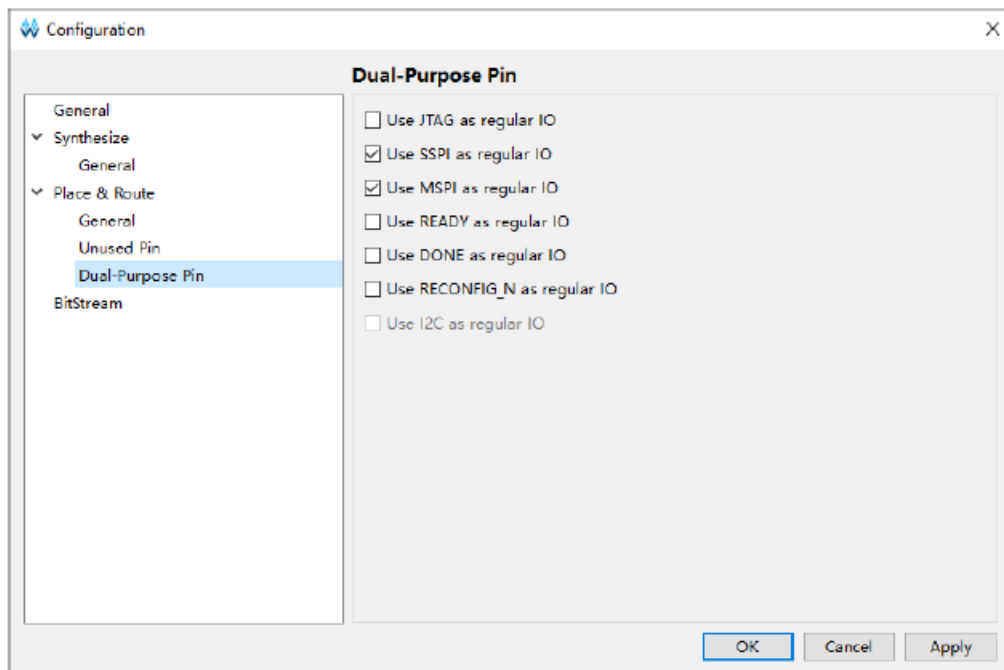 Configuration
Dual-Purpose Pin
General
Synthesize
General
Place & Route
General
Unused Pin
Dual-Purpose Pin
BitStream
Use JTAG as regular IO
Use SSPI as regular IO
Use MSPI as regular IO
Use READY as regular IO
Use DONE as regular IO
Use RECONFIG_N as regular IO
Use I2C as regular IO
OK
Cancel
Apply